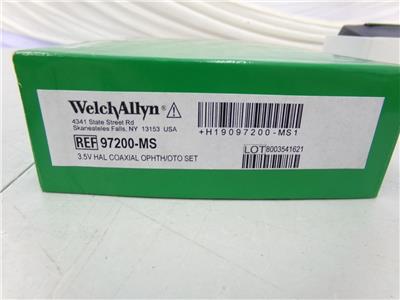 WelchAllyn
4341 State Street Rd
Skaneateles Falls, NY 13153 USA
+H19097200-MS1
REF 97200-MS
3.5V HAL COAXIAL OPHTH/OTO SET
LOT 8003541621